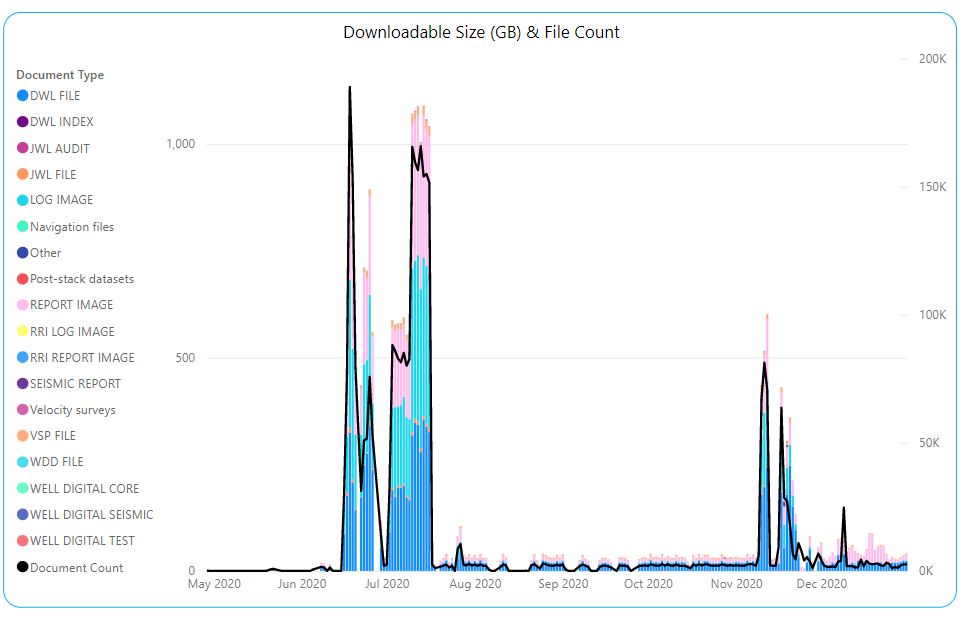 Downloadable Size (GB) & File Count
Document Type
DWL FILE
DWL INDEX
JWL AUDIT
JWL FILE
LOG IMAGE
Navigation files
Other
Post-stack datasets
REPORT IMAGE
RRI LOG IMAGE
RRI REPORT IMAGE
SEISMIC REPORT
Velocity surveys
VSP FILE
WDD FILE
WELL DIGITAL CORE
WELL DIGITAL SEISMIC
WELL DIGITAL TEST
Document Count
1,000
500
0
200K
150K
100K
50K
0K
May 2020 Jun 2020 Jul 2020 Aug 2020 Sep 2020 Oct 2020 Nov 2020 Dec 2020